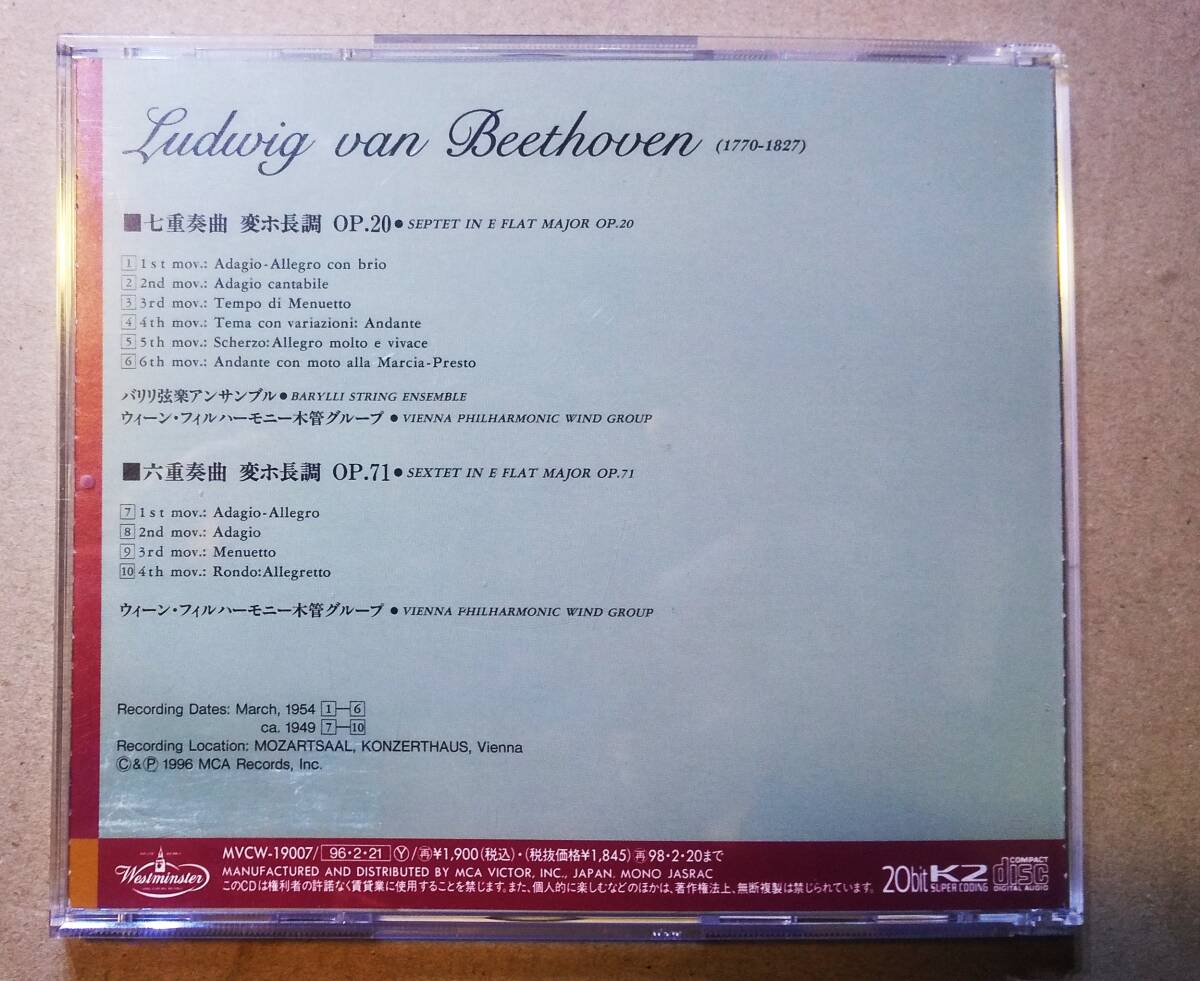 Ludwig van Beethoven (1770-1827)
■七重奏曲 変ホ長調 OP.20●SEPTET IN E FLAT MAJOR OP.20
1 1st mov.: Adagio-Allegro con brio
2 2nd mov.: Adagio cantabile
3 3rd mov.: Tempo di Menuetto
4 4th mov.: Tema con variazioni: Andante
5 5th mov.: Scherzo: Allegro molto e vivace
6 6th mov.: Andante con moto alla Marcia-Presto
バリリ弦楽アンサンブル●BARYLLI STRING ENSEMBLE
ウィーン・フィルハーモニー木管グループ●VIENNA PHILHARMONIC WIND GROUP
■六重奏曲 変ホ長調 OP.71●SEXTET IN E FLAT MAJOR OP.71
7 1st mov.: Adagio-Allegro
8 2nd mov.: Adagio
9 3rd mov.: Menuetto
10 4th mov.: Rondo: Allegretto
ウィーン・フィルハーモニー木管グループ●VIENNA PHILHARMONIC WIND GROUP
Recording Dates: March, 1954 1—6
ca. 1949 7—10
Recording Location: MOZARTSAAL, KONZERTHAUS, Vienna
Ⓒ&Ⓟ 1996 MCA Records, Inc.
Westminster
MVCW-19007/96・2・21Ⓨ/再¥1,900(税込)・(税抜価格¥1,845)再98・2・20まで
MANUFACTURED AND DISTRIBUTED BY MCA VICTOR, INC., JAPAN. MONO JASRAC
このCDは権利者の許諾なく賃貸業に使用することを禁じます。また、個人的に楽しむなどのほかは、著作権法上、無断複製は禁じられています。
20bit K2 SUPER CODING
COMPACT disc DIGITAL AUDIO